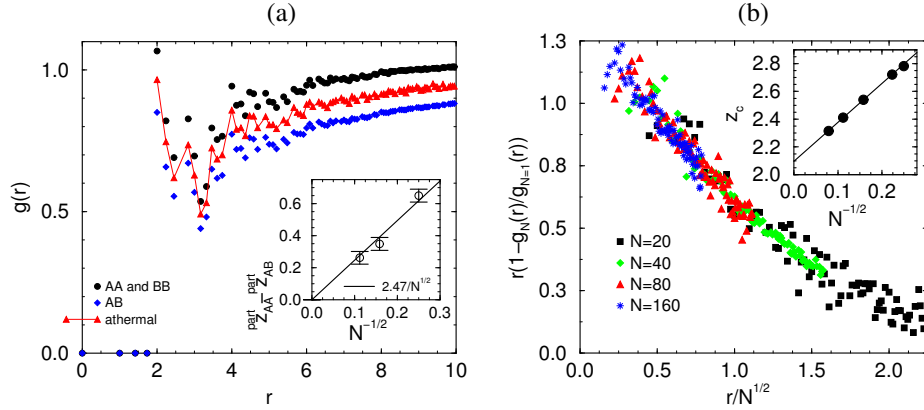 (a)
g(r)
1.0
0.5
0.0
0
2
4
6
8
10
r
AA and BB
AB
athermal
z_AA^part − z_AB^part
0.6
0.4
0.2
0.0
0.0
0.1
0.2
0.3
N^-1/2
2.47/N^1/2
(b)
r(1−g_N(r)/g_N=1(r))
1.3
1.0
0.8
0.5
0.3
0.0
0.0
0.5
1.0
1.5
2.0
r/N^1/2
N=20
N=40
N=80
N=160
z_c
2.8
2.6
2.4
2.2
2.0
0.0
0.1
0.2
N^-1/2